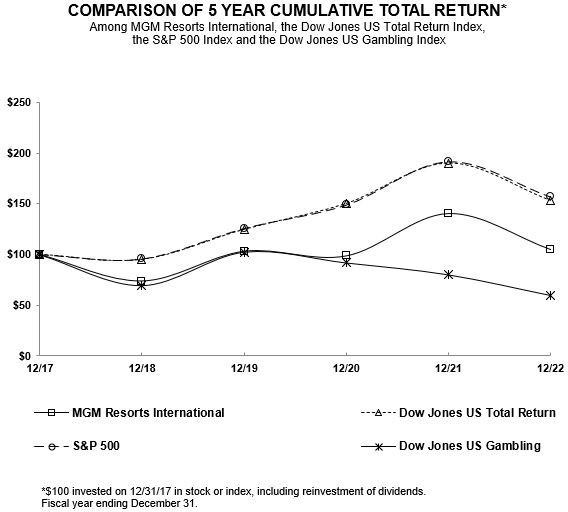 COMPARISON OF 5 YEAR CUMULATIVE TOTAL RETURN*
Among MGM Resorts International, the Dow Jones US Total Return Index,
the S&P 500 Index and the Dow Jones US Gambling Index
$250
$200
$150
$100
$50
$0
12/17 12/18 12/19 12/20 12/21 12/22
MGM Resorts International Dow Jones US Total Return
S&P 500 Dow Jones US Gambling
*$100 invested on 12/31/17 in stock or index, including reinvestment of dividends.
Fiscal year ending December 31.